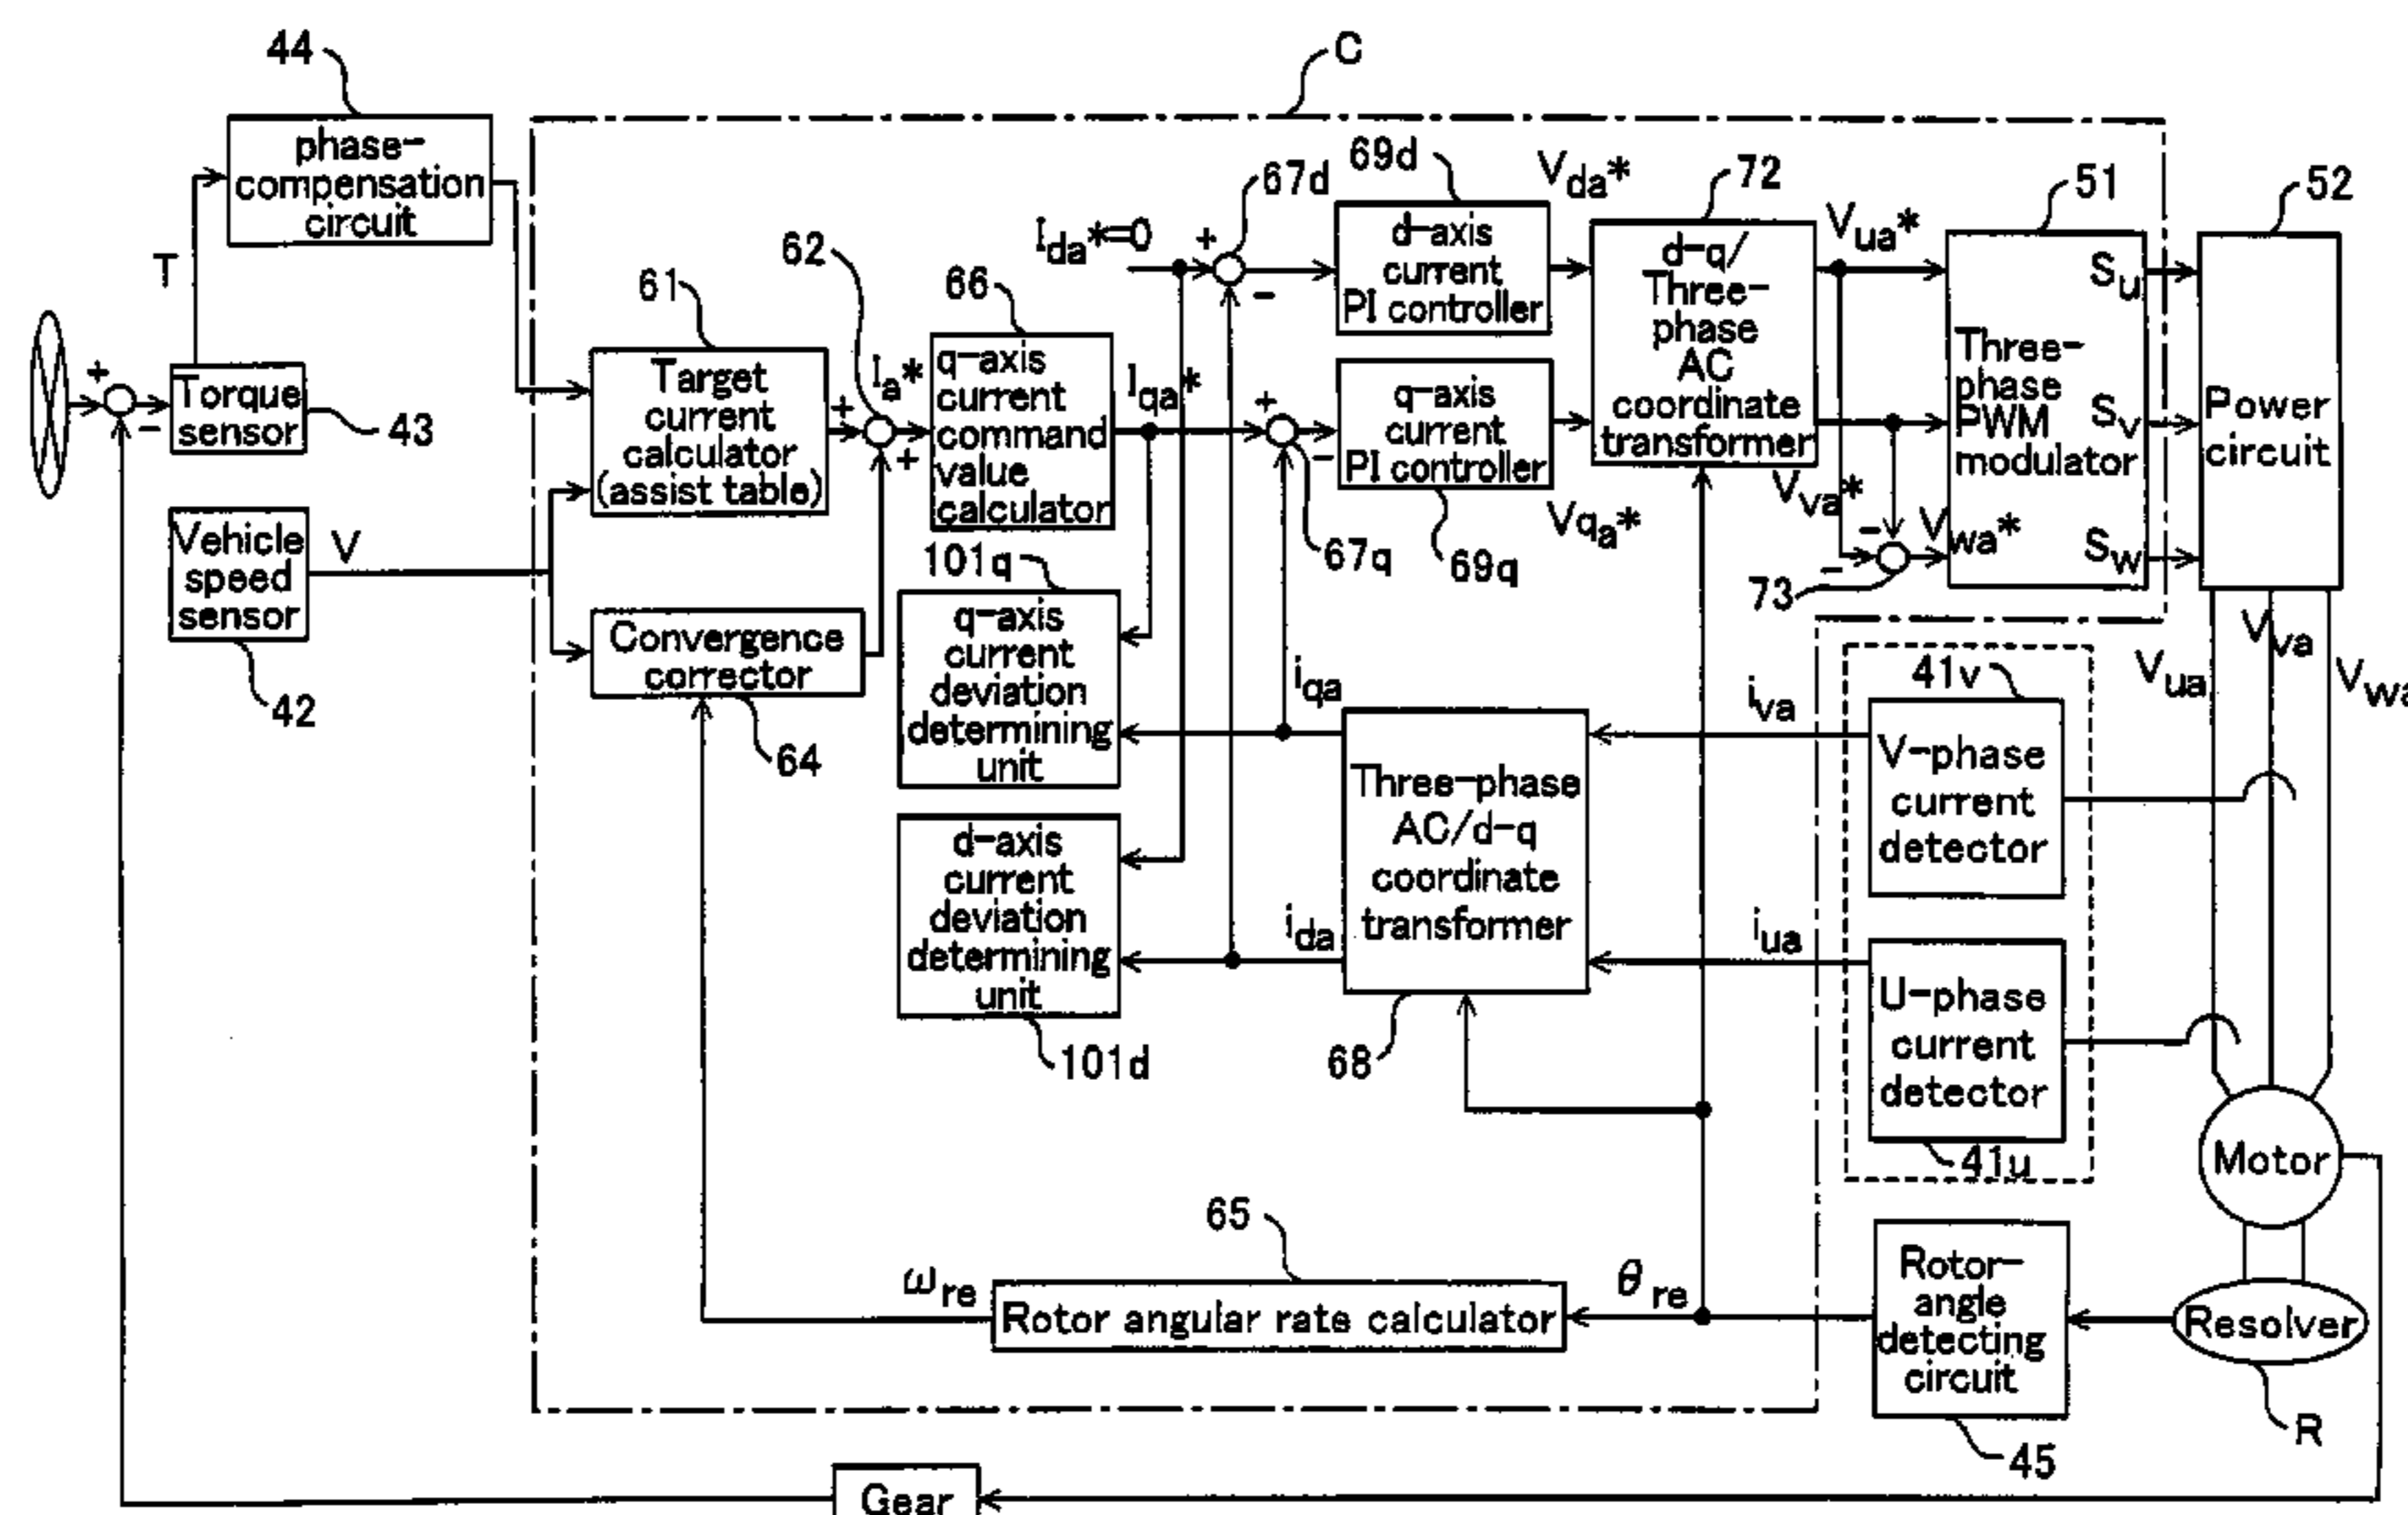 44
C
phase-
compensation
circuit
T
+
-
Torque
sensor
43
Vehicle
speed
sensor
V
42
61
Target
current
calculator
(assist table)
62
+
+
Ia*
66
q-axis
current
command
value
calculator
Iqa*
Ida*=0
+
-
67d
69d
d-axis
current
PI controller
Vda*
+
-
67q
q-axis
current
PI controller
69q
Vqa*
72
d-q/
Three-
phase
AC
coordinate
transformer
Vua*
Vva*
-
-
Vwa*
73
51
Three-
phase
PWM
modulator
Su
Sv
Sw
52
Power
circuit
Convergence
corrector
64
101q
q-axis
current
deviation
determining
unit
iqa
d-axis
current
deviation
determining
unit
101d
ida
Three-phase
AC/d-q
coordinate
transformer
68
iva
iua
41v
V-phase
current
detector
U-phase
current
detector
41u
Vua
Vva
Vwa
Motor
65
ωre
Rotor angular rate calculator
θre
Rotor-
angle
detecting
circuit
45
Resolver
R
Gear